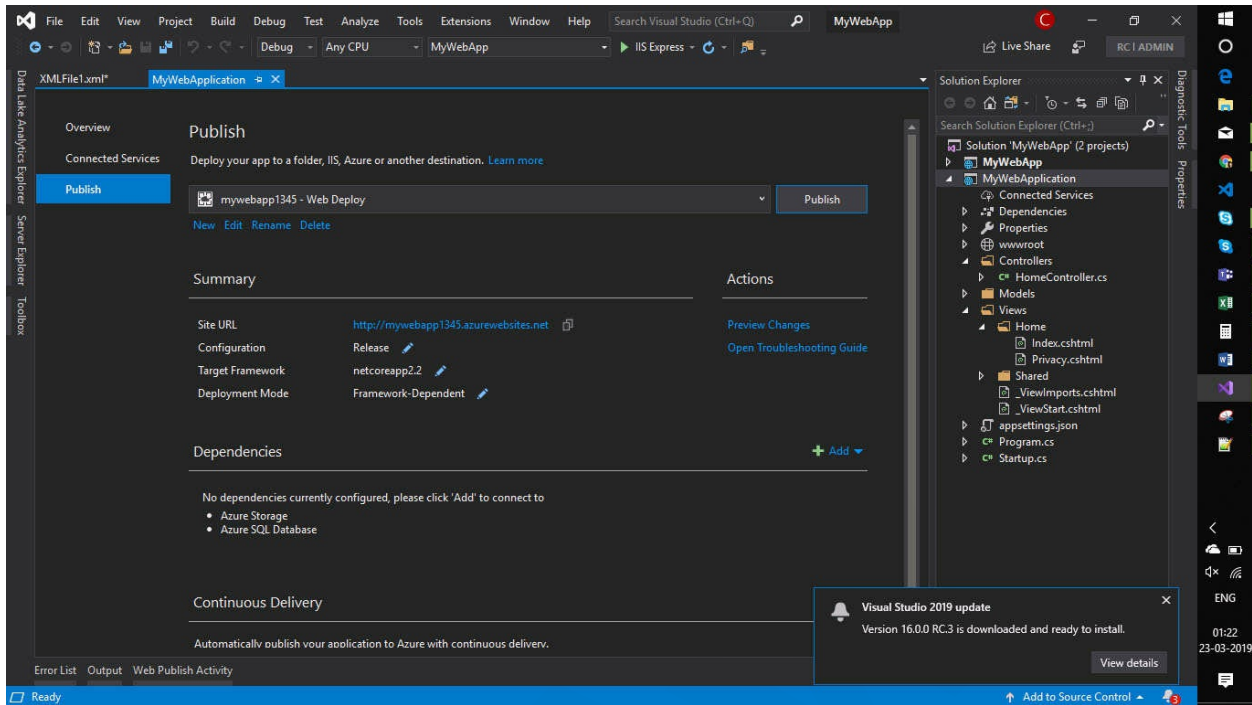 File Edit View Project Build Debug Test Analyze Tools Extensions Window Help Search Visual Studio (Ctrl+Q) MyWebApp C
Debug Any CPU MyWebApp IIS Express Live Share RC1 ADMIN
Data Lake Analytics Explorer
Server Explorer
Toolbox
XMLFile1.xml* MyWebApplication
Overview
Connected Services
Publish
Publish
Deploy your app to a folder, IIS, Azure or another destination. Learn more
mywebapp1345 - Web Deploy Publish
New Edit Rename Delete
Summary
Site URL http://mywebapp1345.azurewebsites.net
Configuration Release
Target Framework netcoreapp2.2
Deployment Mode Framework-Dependent
Actions
Preview Changes
Open Troubleshooting Guide
Dependencies Add
No dependencies currently configured, please click 'Add' to connect to
• Azure Storage
• Azure SQL Database
Continuous Delivery
Automatically publish your application to Azure with continuous delivery.
Solution Explorer
Search Solution Explorer (Ctrl+;)
Solution 'MyWebApp' (2 projects)
MyWebApp
MyWebApplication
Connected Services
Dependencies
Properties
wwwroot
Controllers
C# HomeController.cs
Models
Views
Home
Index.cshtml
Privacy.cshtml
Shared
_ViewImports.cshtml
_ViewStart.cshtml
appsettings.json
C# Program.cs
C# Startup.cs
Diagnostic Tools
Properties
Visual Studio 2019 update
Version 16.0.0 RC.3 is downloaded and ready to install.
View details
Error List Output Web Publish Activity
Ready Add to Source Control 3
ENG
01:22
23-03-2019